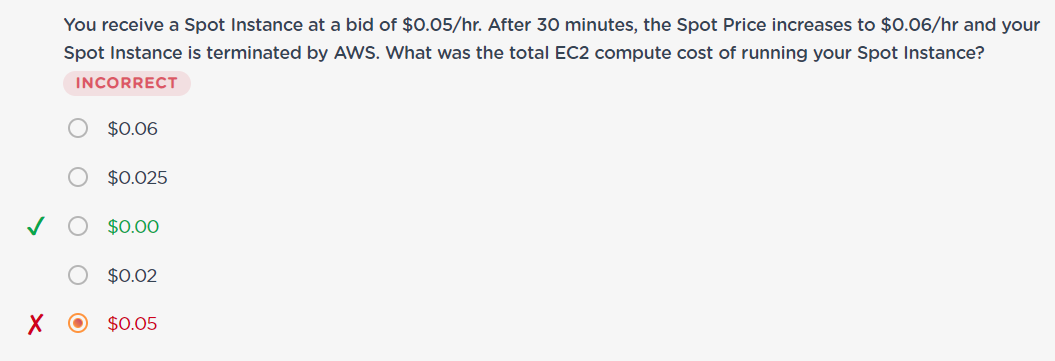 You receive a Spot Instance at a bid of $0.05/hr. After 30 minutes, the Spot Price increases to $0.06/hr and your
Spot Instance is terminated by AWS. What was the total EC2 compute cost of running your Spot Instance?
INCORRECT
$0.06
$0.025
$0.00
$0.02
$0.05